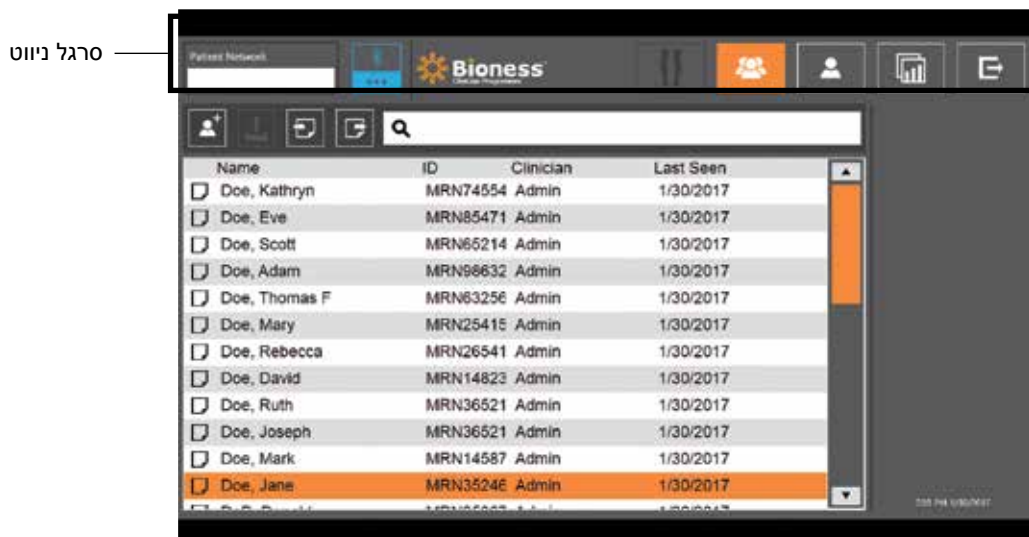 סרגל ניווט
Patient Network
Bioness
Name ID Clinician Last Seen
Doe, Kathryn MRN74554 Admin 1/30/2017
Doe, Eve MRN85471 Admin 1/30/2017
Doe, Scott MRN65214 Admin 1/30/2017
Doe, Adam MRN98632 Admin 1/30/2017
Doe, Thomas F MRN63256 Admin 1/30/2017
Doe, Mary MRN25415 Admin 1/30/2017
Doe, Rebecca MRN26541 Admin 1/30/2017
Doe, David MRN14823 Admin 1/30/2017
Doe, Ruth MRN36521 Admin 1/30/2017
Doe, Joseph MRN36521 Admin 1/30/2017
Doe, Mark MRN14587 Admin 1/30/2017
Doe, Jane MRN35246 Admin 1/30/2017